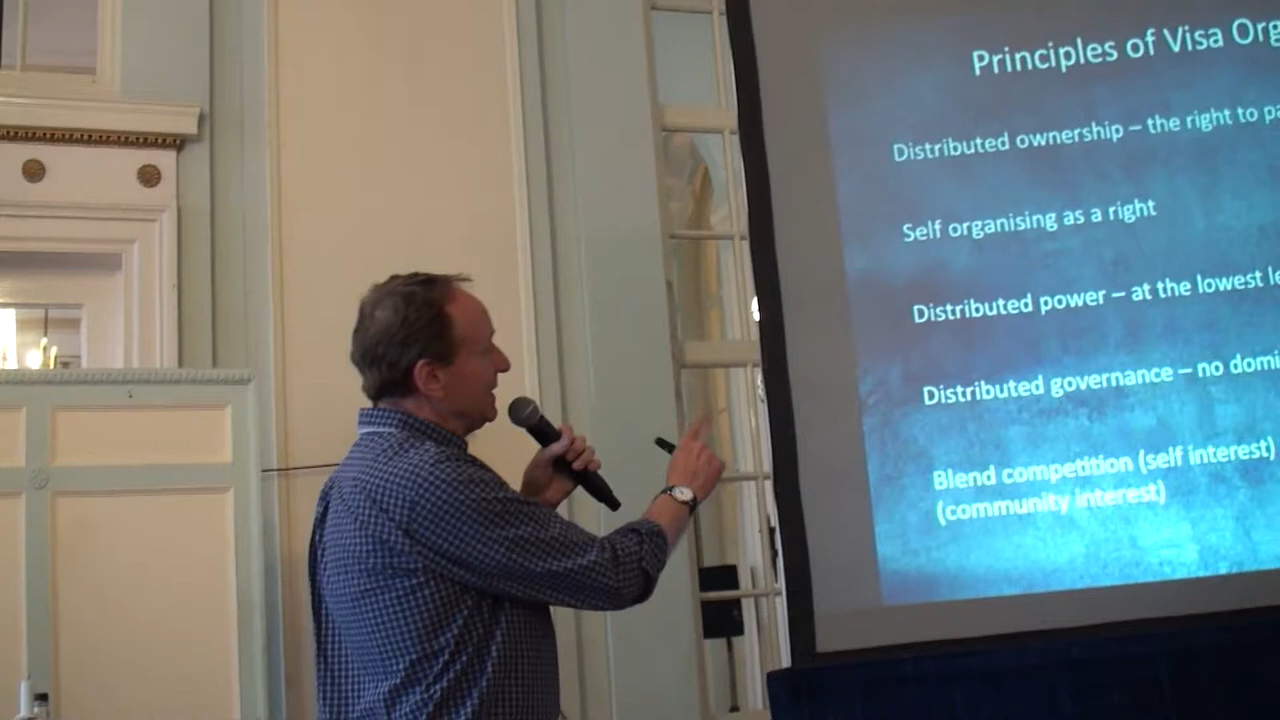 Principles of Visa Org
Distributed ownership – the right to pa
Self organising as a right
Distributed power – at the lowest le
Distributed governance – no domi
Blend competition (self interest)
(community interest)